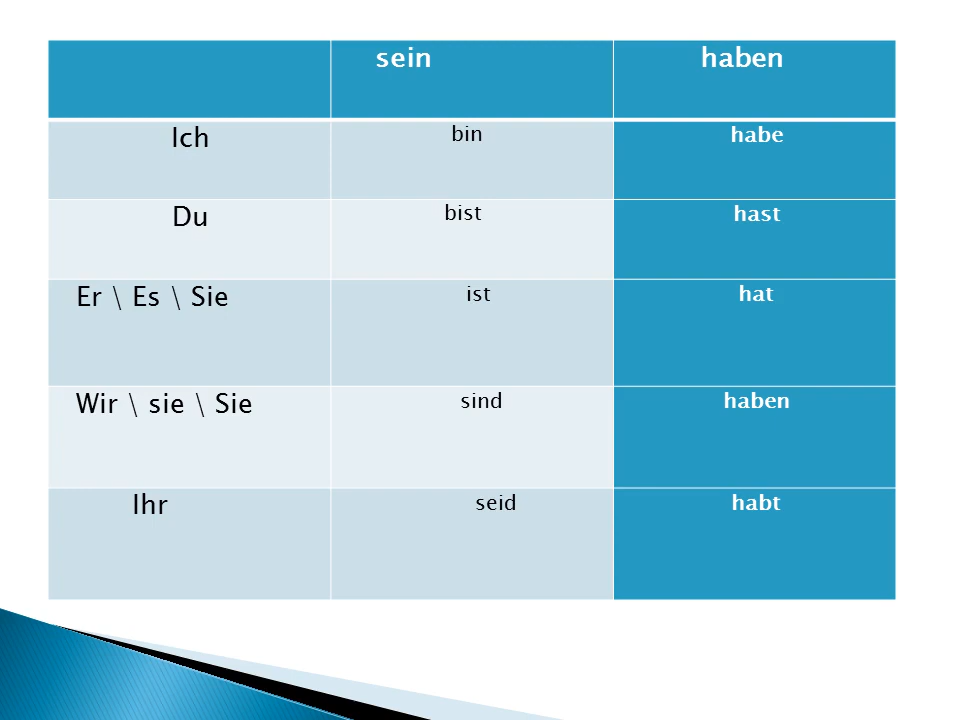 sein haben
Ich bin habe
Du bist hast
Er \ Es \ Sie ist hat
Wir \ sie \ Sie sind haben
Ihr seid habt